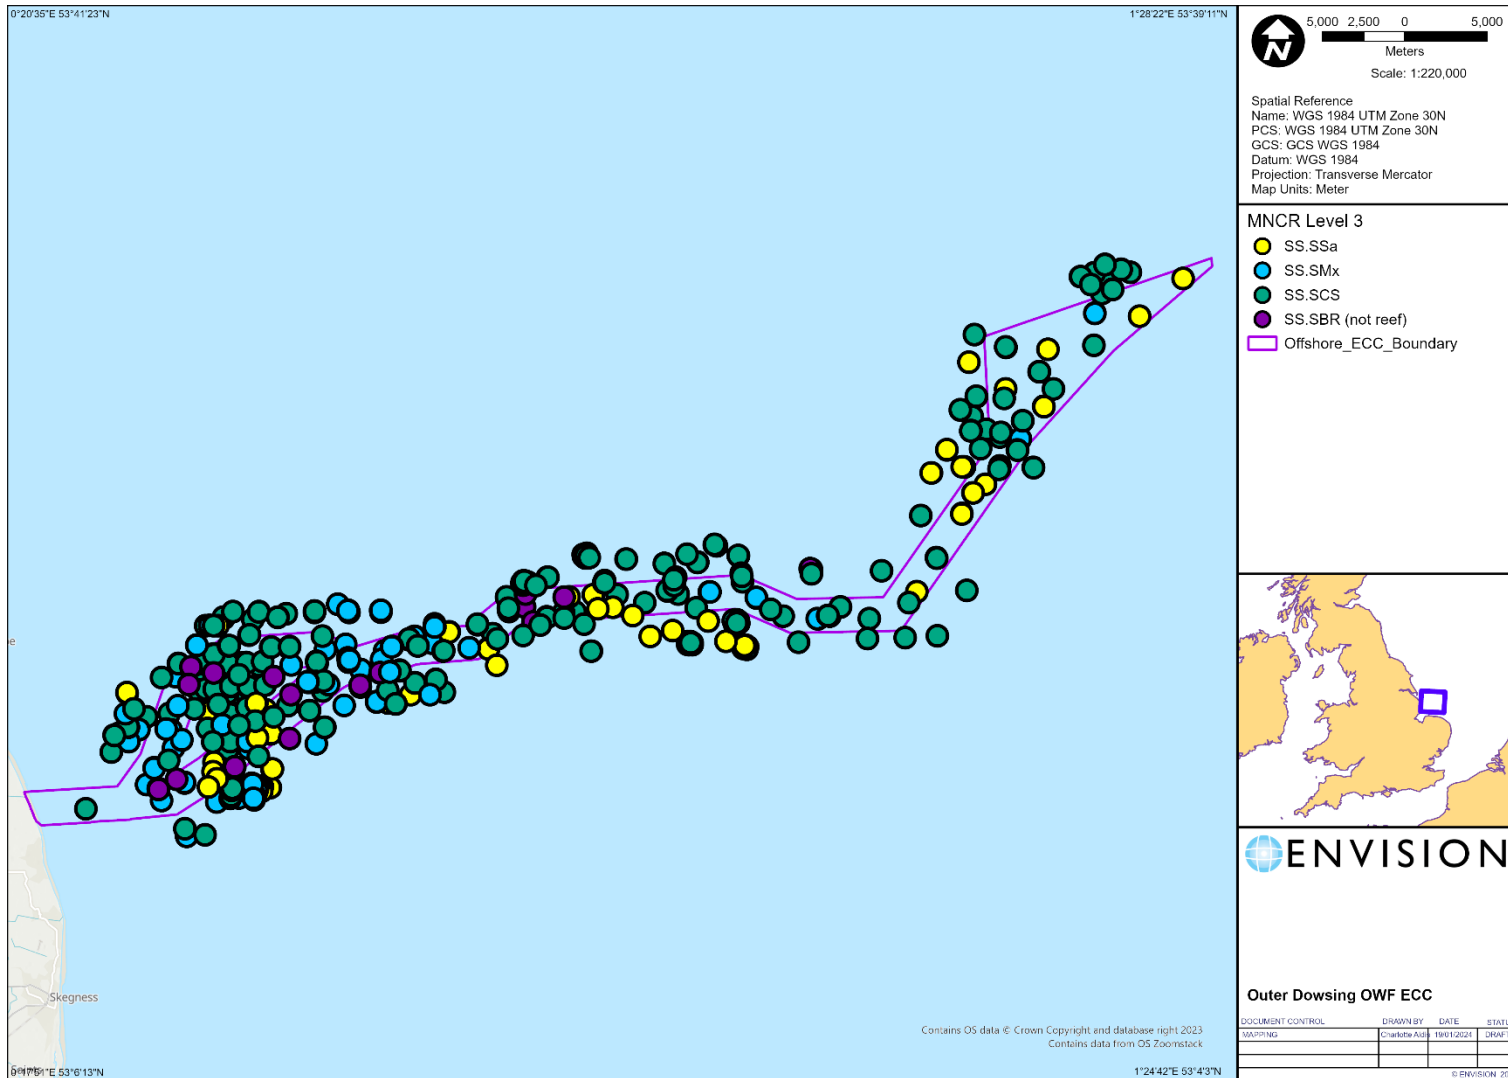 0°20'35"E 53°41'23"N
1°28'22"E 53°39'11"N
N
5,000 2,500 0 5,000
Meters
Scale: 1:220,000
Spatial Reference
Name: WGS 1984 UTM Zone 30N
PCS: WGS 1984 UTM Zone 30N
GCS: GCS WGS 1984
Datum: WGS 1984
Projection: Transverse Mercator
Map Units: Meter
MNCR Level 3
SS.SSa
SS.SMx
SS.SCS
SS.SBR (not reef)
Offshore_ECC_Boundary
Skegness
Contains OS data © Crown Copyright and database right 2023
Contains data from OS Zoomstack
1°24'42"E 53°4'3"N
ENVISION
Outer Dowsing OWF ECC
DOCUMENT CONTROL DRAWN BY DATE STATU
MAPPING Charlotte 19/01/2024 DRAFT
© ENVISION 20